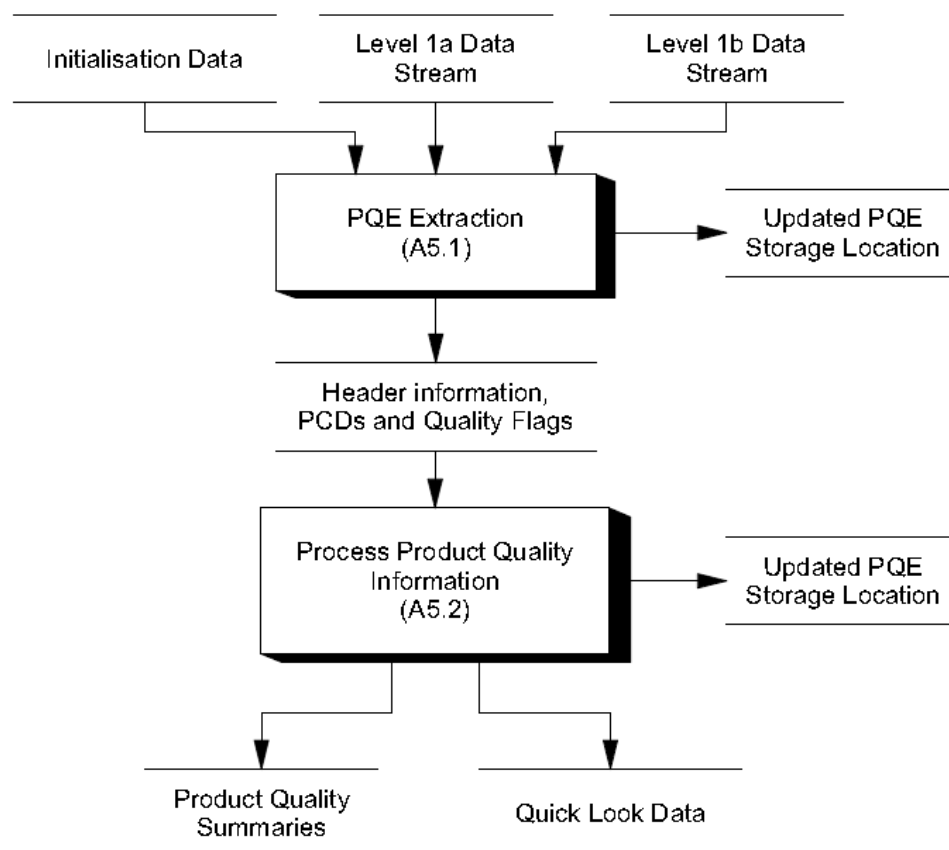 Initialisation Data
Level 1a Data
Stream
Level 1b Data
Stream
PQE Extraction
(A5.1)
Updated PQE
Storage Location
Header information,
PCDs and Quality Flags
Process Product Quality
Information
(A5.2)
Updated PQE
Storage Location
Product Quality
Summaries
Quick Look Data